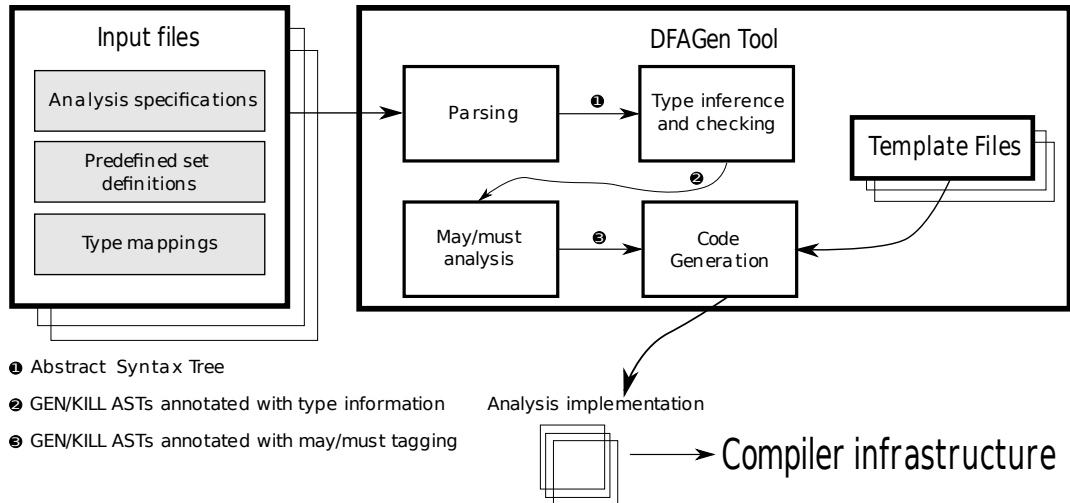 Input files
Analysis specifications
Predefined set
definitions
Type mappings
DFAGen Tool
Parsing
❶
Type inference
and checking
❷
May/must
analysis
❸
Code
Generation
Template Files
❶ Abstract Syntax Tree
❷ GEN/KILL ASTs annotated with type information
❸ GEN/KILL ASTs annotated with may/must tagging
Analysis implementation
Compiler infrastructure